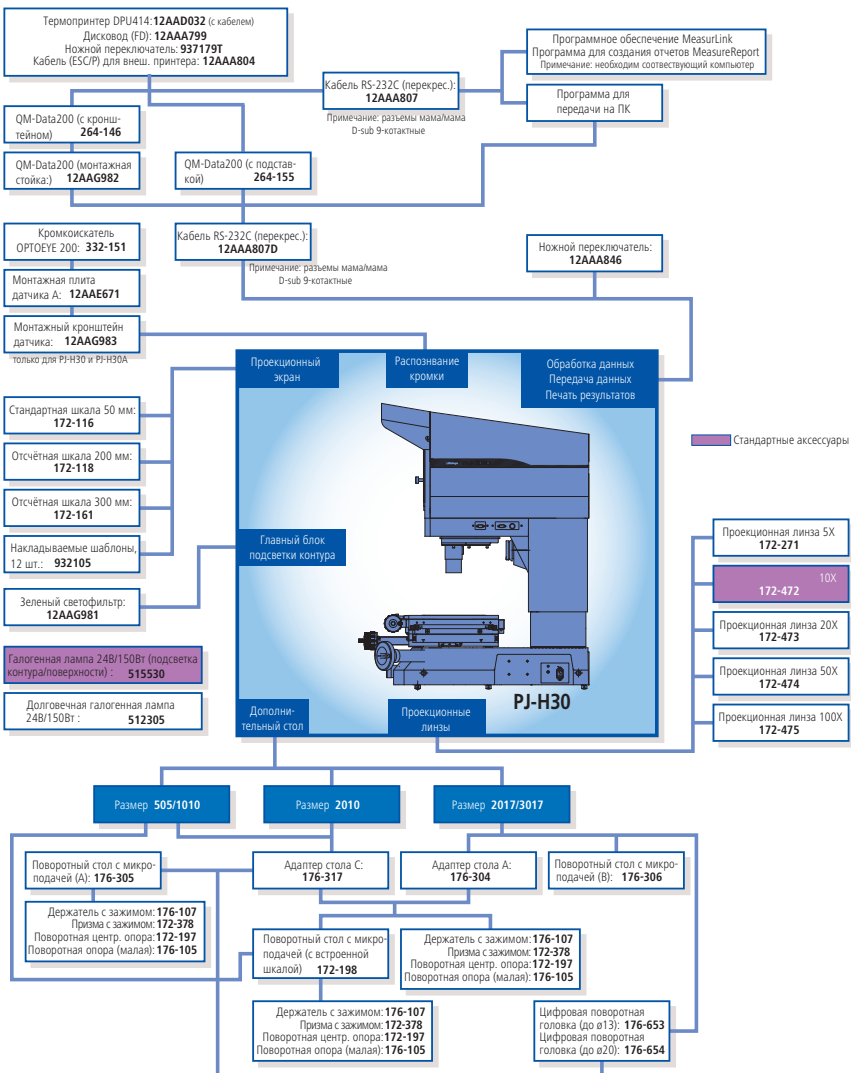 Термопринтер DPU414: 12AAD032 (с кабелем)
Дисковод (FD): 12AAA799
Ножной переключатель: 937179T
Кабель (ESC/P) для внеш. принтера: 12AAA804
Программное обеспечение MeasurLink
Программа для создания отчетов MeasureReport
Примечание: необходим соотвествующий компьютер
Кабель RS-232C (перекрес.):
12AAA807
Примечание: разъемы мама/мама
D-sub 9-котактные
Программа для
передачи на ПК
QM-Data200 (с кронш-
тейном) 264-146
QM-Data200 (монтажная
стойка:) 12AAG982
QM-Data200 (с подстав-
кой) 264-155
Кромкоискатель
OPTOEYE 200: 332-151
Кабель RS-232C (перекрес.):
12AAA807D
Примечание: разъемы мама/мама
D-sub 9-котактные
Ножной переключатель:
12AAA846
Монтажная плита
датчика A: 12AAE671
Монтажный кронштейн
датчика: 12AAG983
только для PJ-H30 и PJ-H30A
Проекционный
экран
Распознвание
кромки
Обработка данных
Передача данных
Печать результатов
Стандартная шкала 50 мм:
172-116
Отсчётная шкала 200 мм:
172-118
Отсчётная шкала 300 мм:
172-161
Накладываемые шаблоны,
12 шт.: 932105
Зеленый светофильтр:
12AAG981
Галогенная лампа 24В/150Вт (подсветка
контура/поверхности) : 515530
Долговечная галогенная лампа
24В/150Вт : 512305
Главный блок
подсветки контура
Стандартные аксессуары
Проекционная линза 5X
172-271
10X
172-472
Проекционная линза 20X
172-473
Проекционная линза 50X
172-474
Проекционная линза 100X
172-475
PJ-H30
Дополни-
тельный стол
Проекционные
линзы
Размер 505/1010
Размер 2010
Размер 2017/3017
Поворотный стол с микро-
подачей (A): 176-305
Адаптер стола C:
176-317
Адаптер стола A:
176-304
Поворотный стол с микро-
подачей (B): 176-306
Держатель с зажимом: 176-107
Призма с зажимом: 172-378
Поворотная центр. опора: 172-197
Поворотная опора (малая): 176-105
Поворотный стол с микро-
подачей (с встроенной
шкалой) 172-198
Держатель с зажимом: 176-107
Призма с зажимом: 172-378
Поворотная центр. опора: 172-197
Поворотная опора (малая): 176-105
Держатель с зажимом: 176-107
Призма с зажимом: 172-378
Поворотная центр. опора: 172-197
Поворотная опора (малая): 176-105
Цифровая поворотная
головка (до ø13): 176-653
Цифровая поворотная
головка (до ø20): 176-654